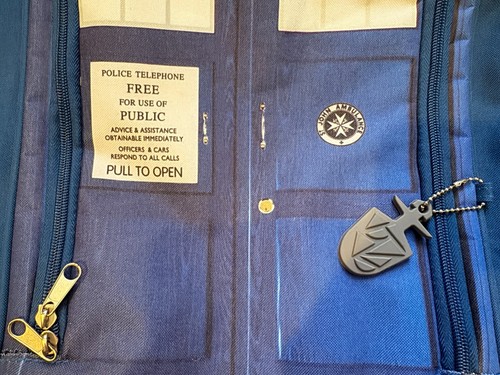 POLICE TELEPHONE
FREE
FOR USE OF
PUBLIC
ADVICE & ASSISTANCE
OBTAINABLE IMMEDIATELY
OFFICERS & CARS
RESPOND TO ALL CALLS
PULL TO OPEN
ST JOHN AMBULANCE